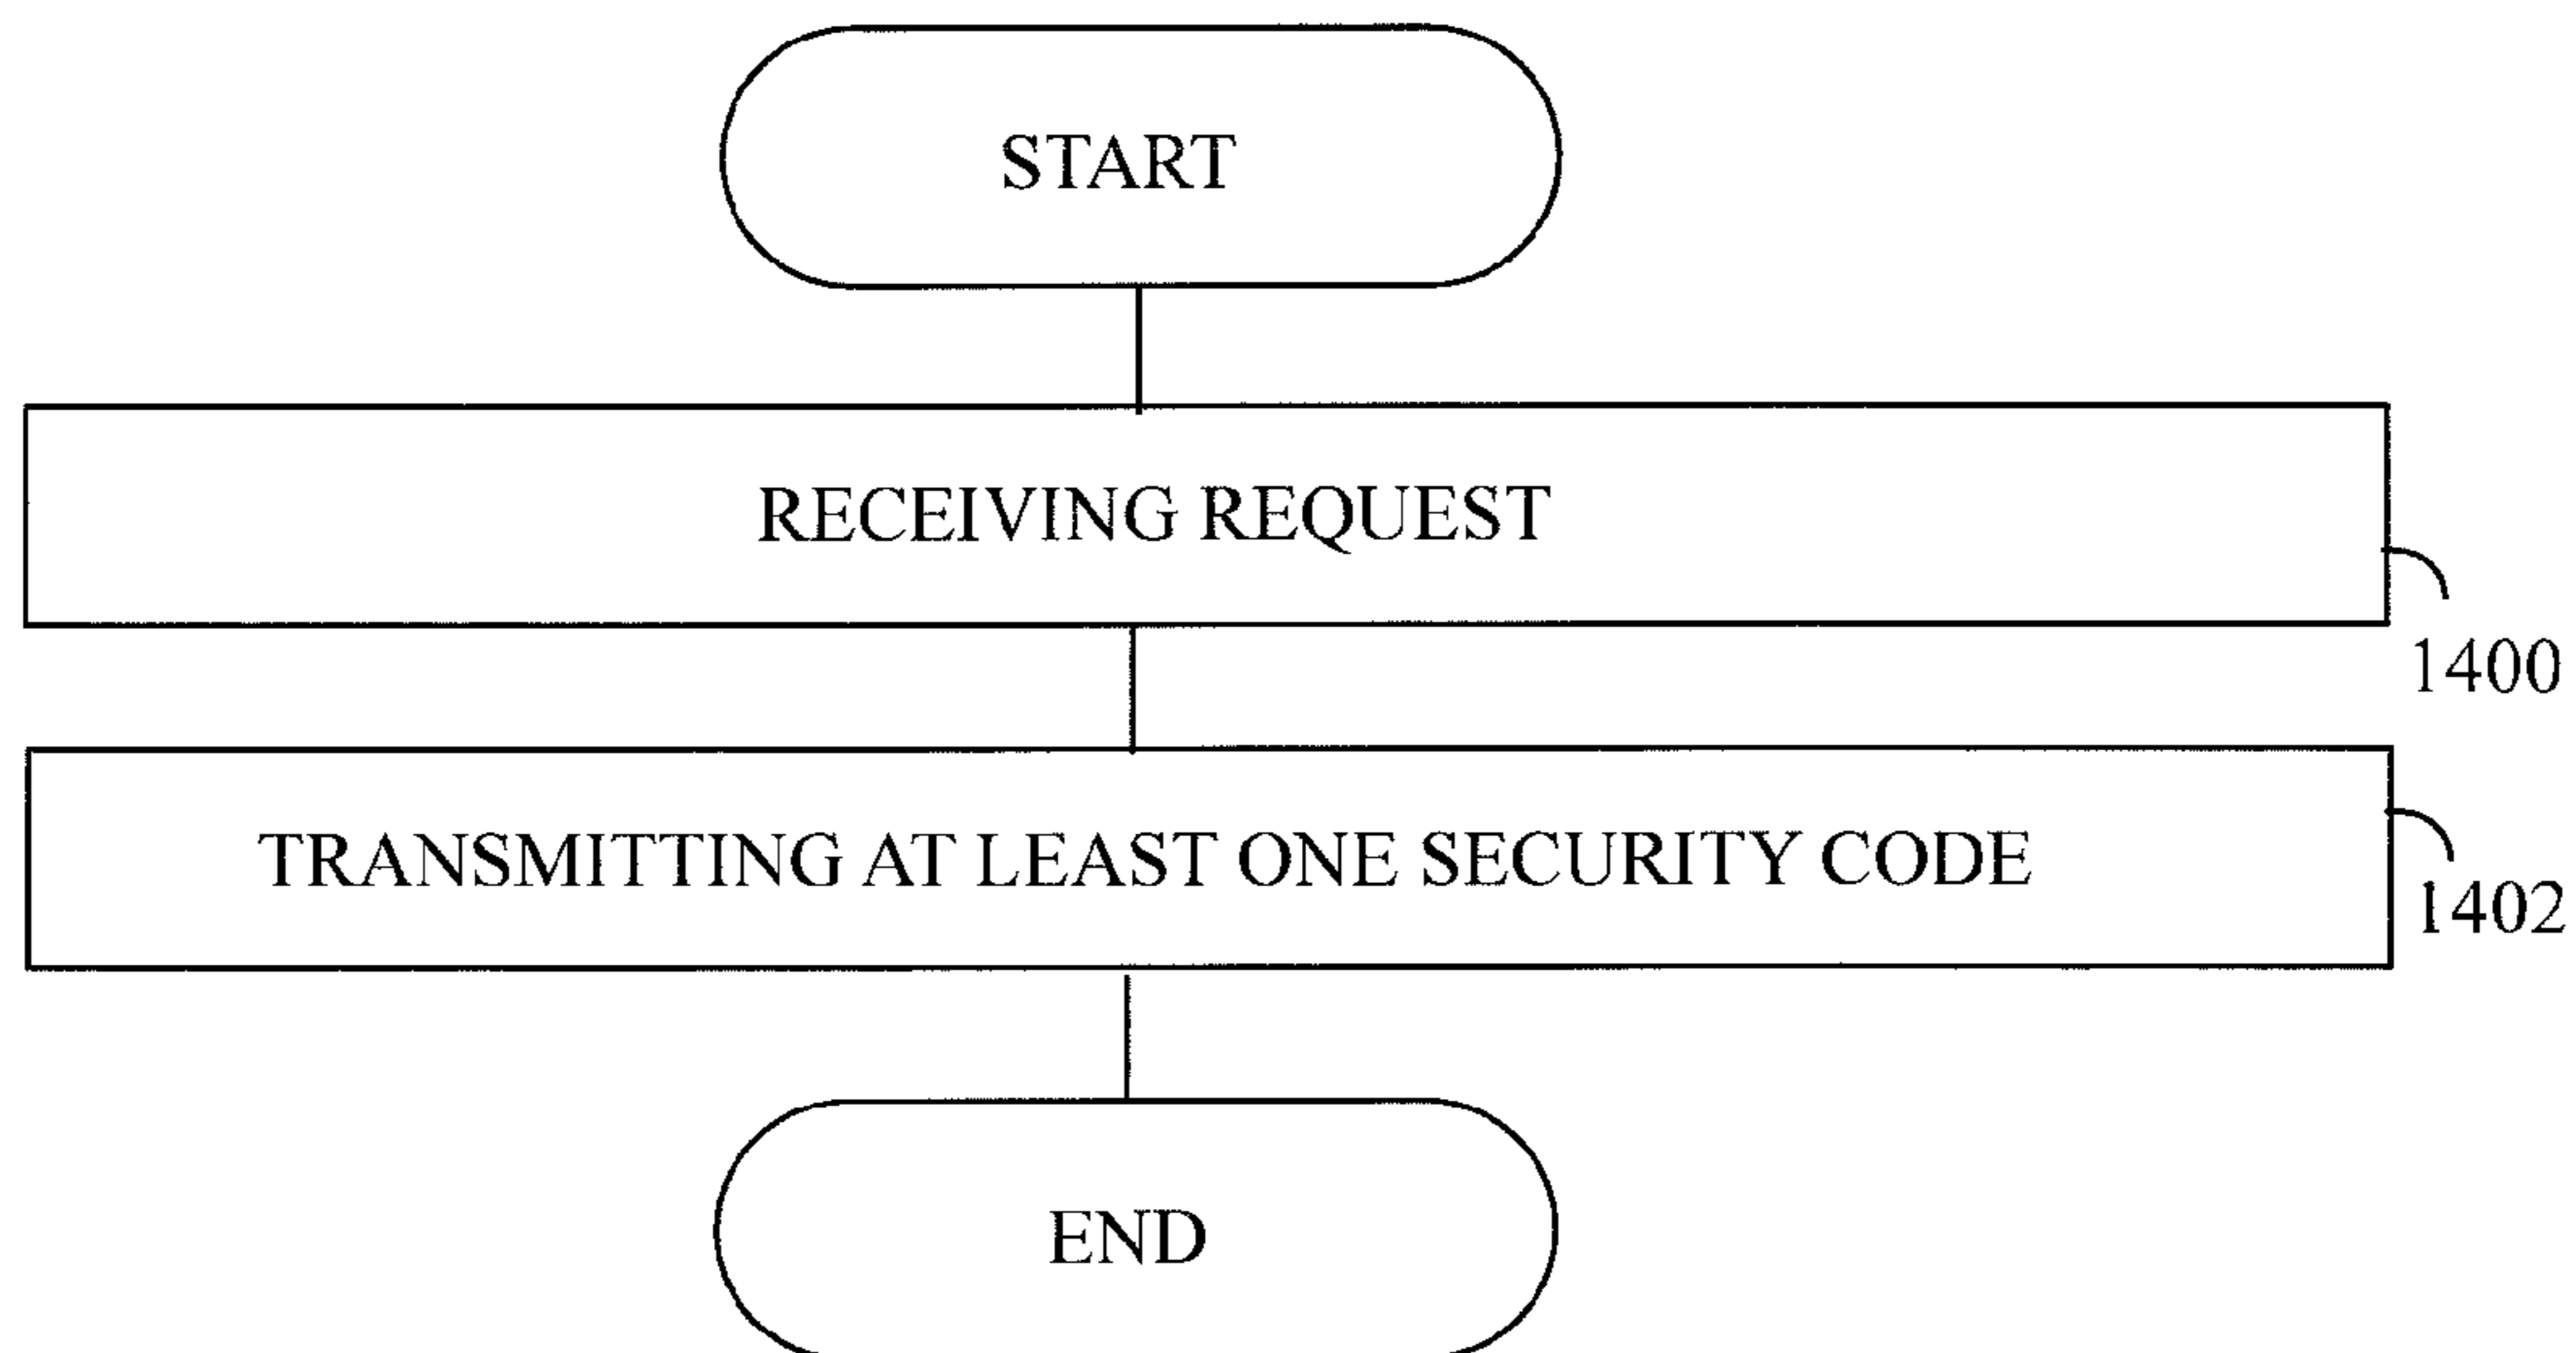 START
RECEIVING REQUEST
1400
TRANSMITTING AT LEAST ONE SECURITY CODE
1402
END